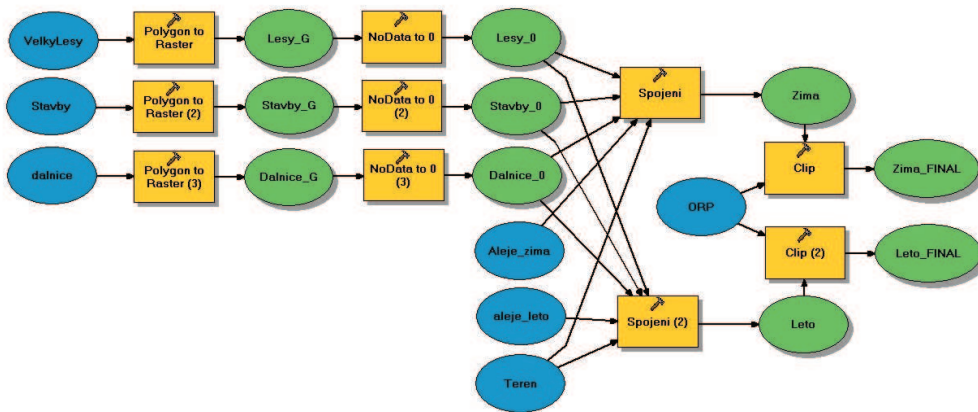 VelkyLesy
Polygon to
Raster
Lesy_G
NoData to 0
Lesy_0
Stavby
Polygon to
Raster (2)
Stavby_G
NoData to 0
(2)
Stavby_0
dalnice
Polygon to
Raster (3)
Dalnice_G
NoData to 0
(3)
Dalnice_0
Aleje_zima
aleje_leto
Teren
Spojeni
Spojeni (2)
Zima
ORP
Leto
Clip
Clip (2)
Zima_FINAL
Leto_FINAL